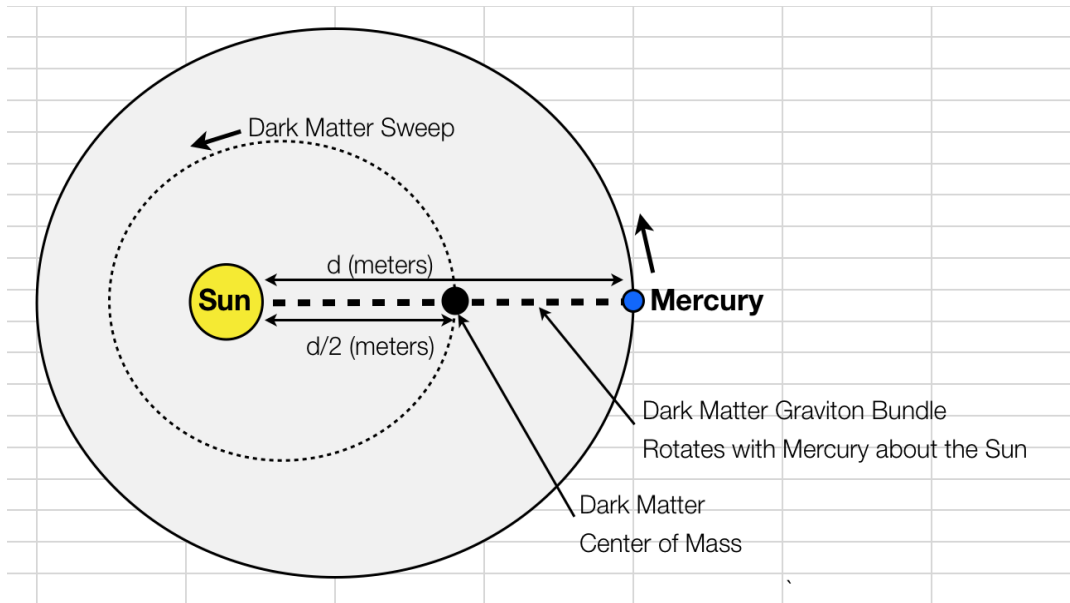 Dark Matter Sweep
d (meters)
Sun
Mercury
d/2 (meters)
Dark Matter Graviton Bundle
Rotates with Mercury about the Sun
Dark Matter
Center of Mass
`